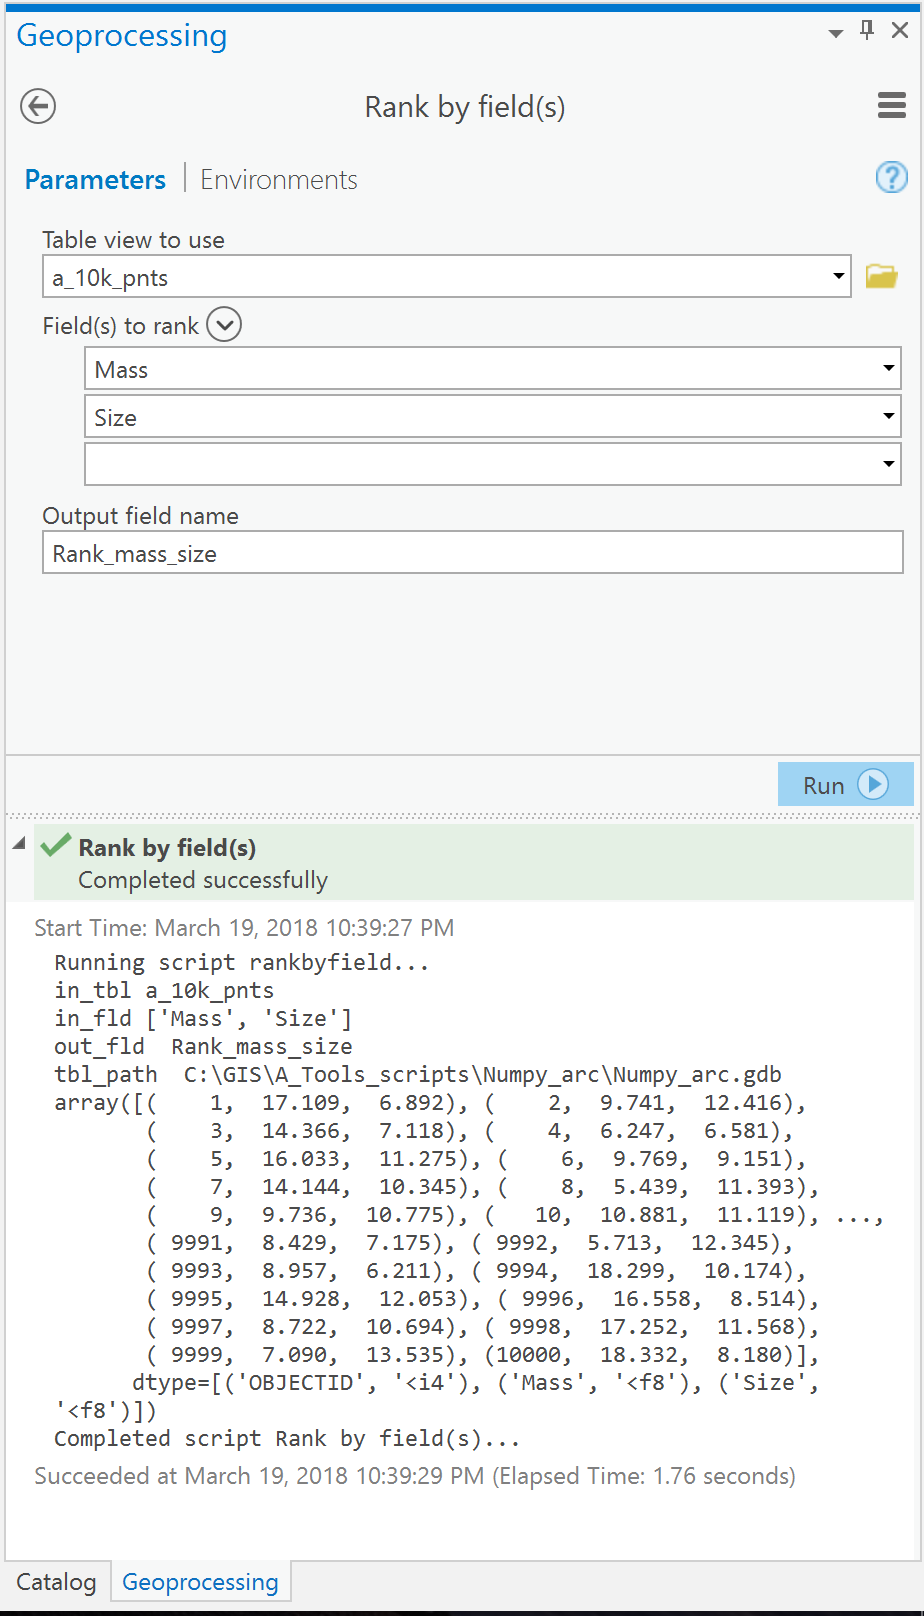 Geoprocessing
Rank by field(s)
Parameters | Environments
Table view to use
a_10k_pnts
Field(s) to rank
Mass
Size
Output field name
Rank_mass_size
Run
Rank by field(s)
Completed successfully
Start Time: March 19, 2018 10:39:27 PM
Running script rankbyfield...
in_tbl a_10k_pnts
in_fld ['Mass', 'Size']
out_fld  Rank_mass_size
tbl_path  C:\GIS\A_Tools_scripts\Numpy_arc\Numpy_arc.gdb
array([(    1,  17.109,  6.892), (    2,  9.741,  12.416),
       (    3,  14.366,  7.118), (    4,  6.247,  6.581),
       (    5,  16.033,  11.275), (    6,  9.769,  9.151),
       (    7,  14.144,  10.345), (    8,  5.439,  11.393),
       (    9,  9.736,  10.775), (   10,  10.881,  11.119), ...,
       ( 9991,  8.429,  7.175), ( 9992,  5.713,  12.345),
       ( 9993,  8.957,  6.211), ( 9994,  18.299,  10.174),
       ( 9995,  14.928,  12.053), ( 9996,  16.558,  8.514),
       ( 9997,  8.722,  10.694), ( 9998,  17.252,  11.568),
       ( 9999,  7.090,  13.535), (10000,  18.332,  8.180)],
      dtype=[('OBJECTID', '<i4'), ('Mass', '<f8'), ('Size',
'<f8')])
Completed script Rank by field(s)...
Succeeded at March 19, 2018 10:39:29 PM (Elapsed Time: 1.76 seconds)
Catalog Geoprocessing